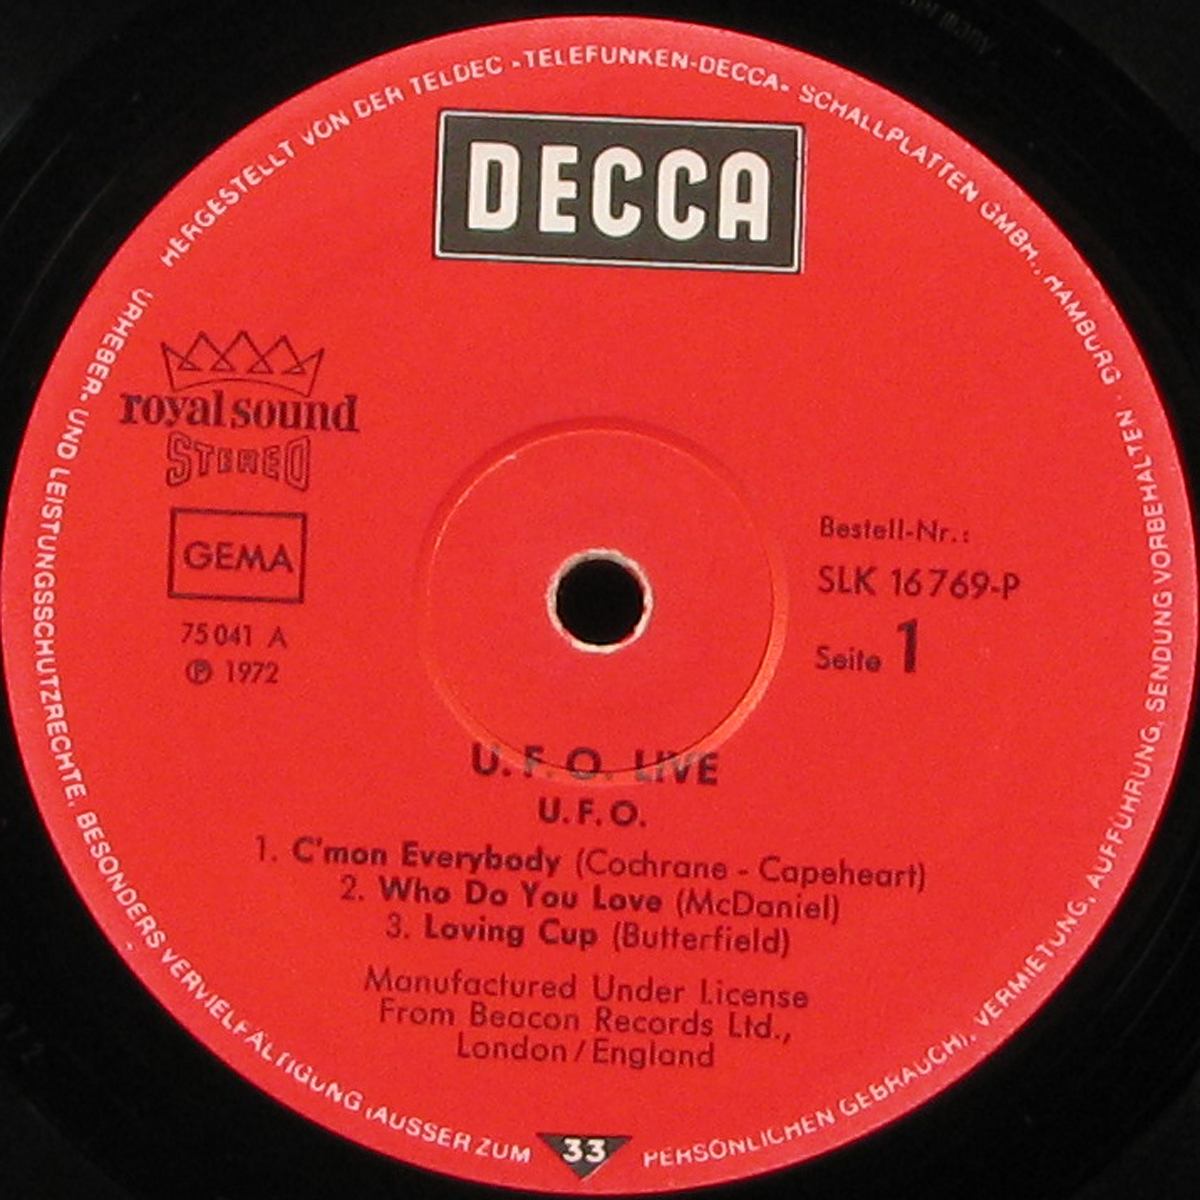 HERGESTELLT VON DER TELDEC »TELEFUNKEN-DECCA« SCHALLPLATTEN GMBH., HAMBURG · URHEBER- UND LEISTUNGSSCHUTZRECHTE, BESONDERS VERVIELFÄLTIGUNG (AUSSER ZUM PERSÖNLICHEN GEBRAUCH), VERMIETUNG, AUFFÜHRUNG, SENDUNG VORBEHALTEN ·
DECCA
royal sound
STEREO
GEMA
75 041 A
℗ 1972
Bestell-Nr.:
SLK 16 769-P
Seite 1
U. F. O. LIVE
U. F. O.
1. C'mon Everybody (Cochrane - Capeheart)
2. Who Do You Love (McDaniel)
3. Loving Cup (Butterfield)
Manufactured Under License
From Beacon Records Ltd.,
London / England
33